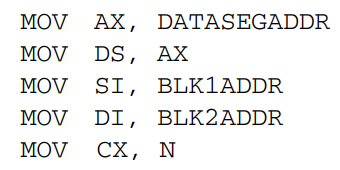 MOV AX, DATASEGADDR
MOV DS, AX
MOV SI, BLK1ADDR
MOV DI, BLK2ADDR
MOV CX, N